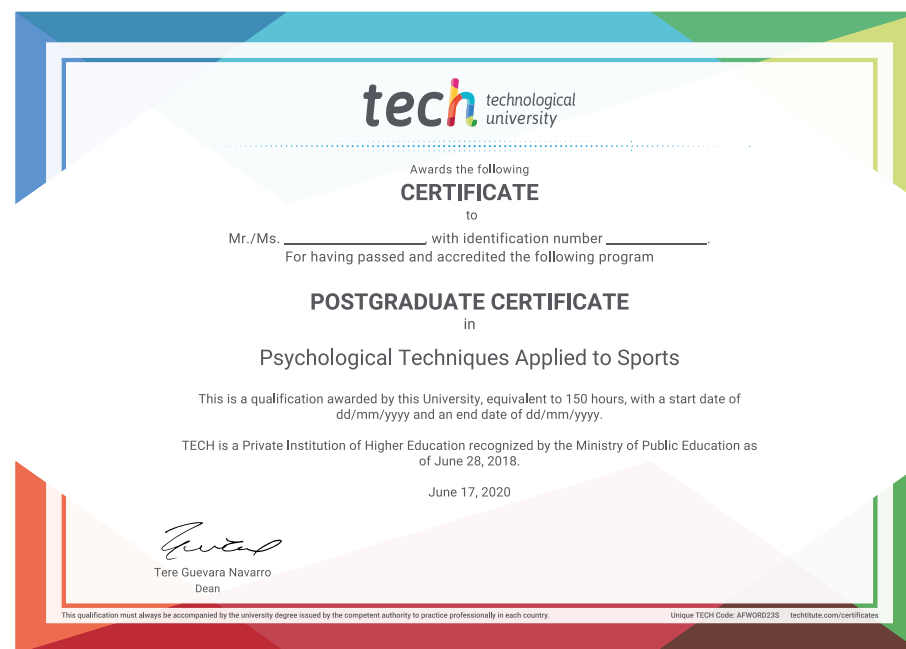 tech technological
university
Awards the following
CERTIFICATE
to
Mr./Ms. ____________________, with identification number ______________.
For having passed and accredited the following program
POSTGRADUATE CERTIFICATE
in
Psychological Techniques Applied to Sports
This is a qualification awarded by this University, equivalent to 150 hours, with a start date of
dd/mm/yyyy and an end date of dd/mm/yyyy.
TECH is a Private Institution of Higher Education recognized by the Ministry of Public Education as
of June 28, 2018.
June 17, 2020
Tere Guevara Navarro
Dean
This qualification must always be accompanied by the university degree issued by the competent authority to practice professionally in each country. Unique TECH Code: AFWORD23S techtitute.com/certificates